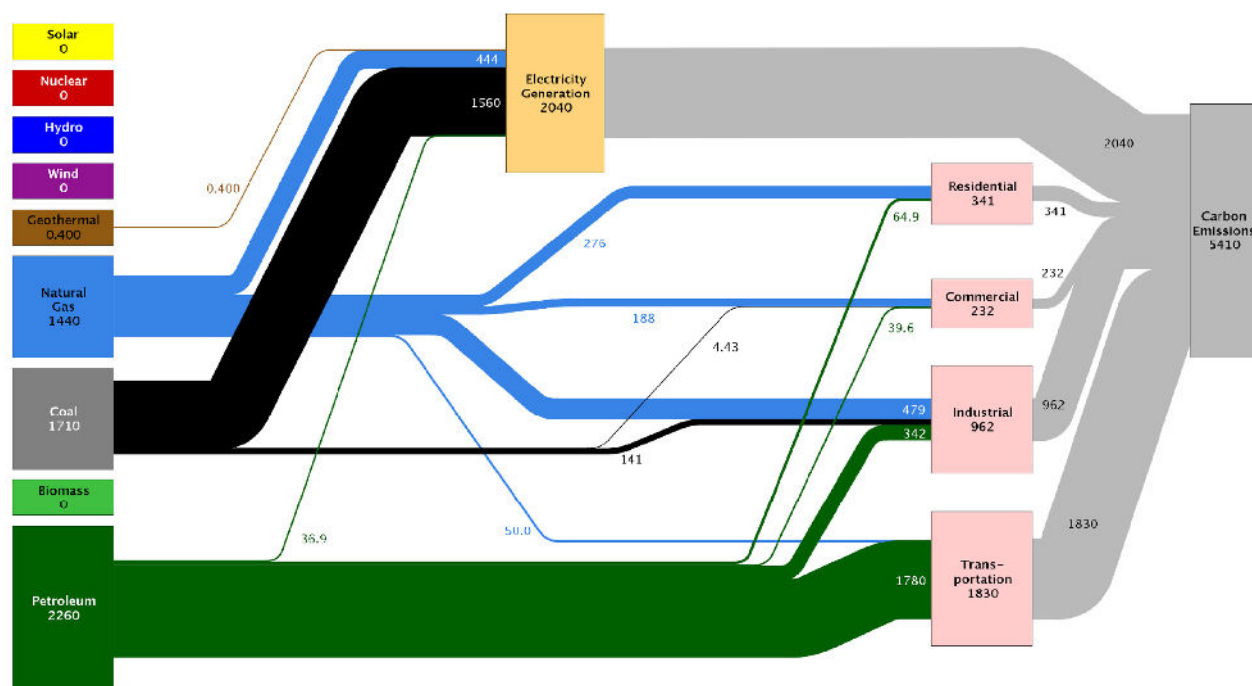 Solar
0
Nuclear
0
Hydro
0
Wind
0
Geothermal
0.400
Natural
Gas
1440
Coal
1710
Biomass
0
Petroleum
2260
0.400
444
1560
36.9
Electricity
Generation
2040
276
188
4.43
141
50.0
64.9
39.6
479
342
1780
Residential
341
Commercial
232
Industrial
962
Trans-
portation
1830
2040
341
232
962
1830
Carbon
Emissions
5410